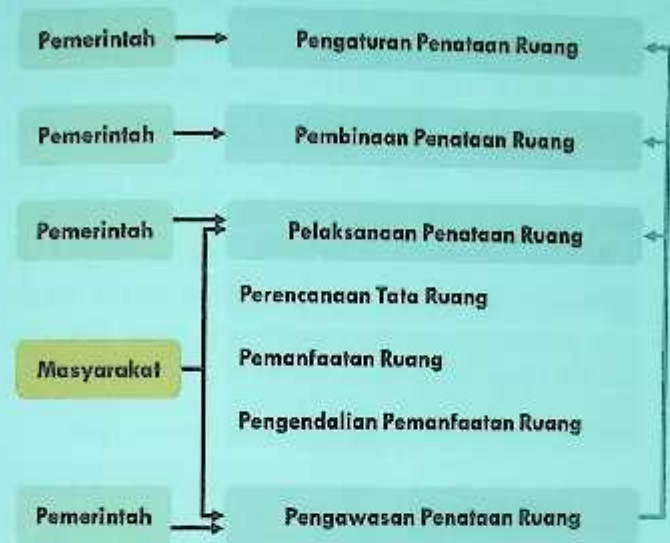 Pemerintah
Pengaturan Penataan Ruang
Pemerintah
Pembinaan Penataan Ruang
Pemerintah
Pelaksanaan Penataan Ruang
Perencanaan Tata Ruang
Masyarakat
Pemanfaatan Ruang
Pengendalian Pemanfaatan Ruang
Pemerintah
Pengawasan Penataan Ruang